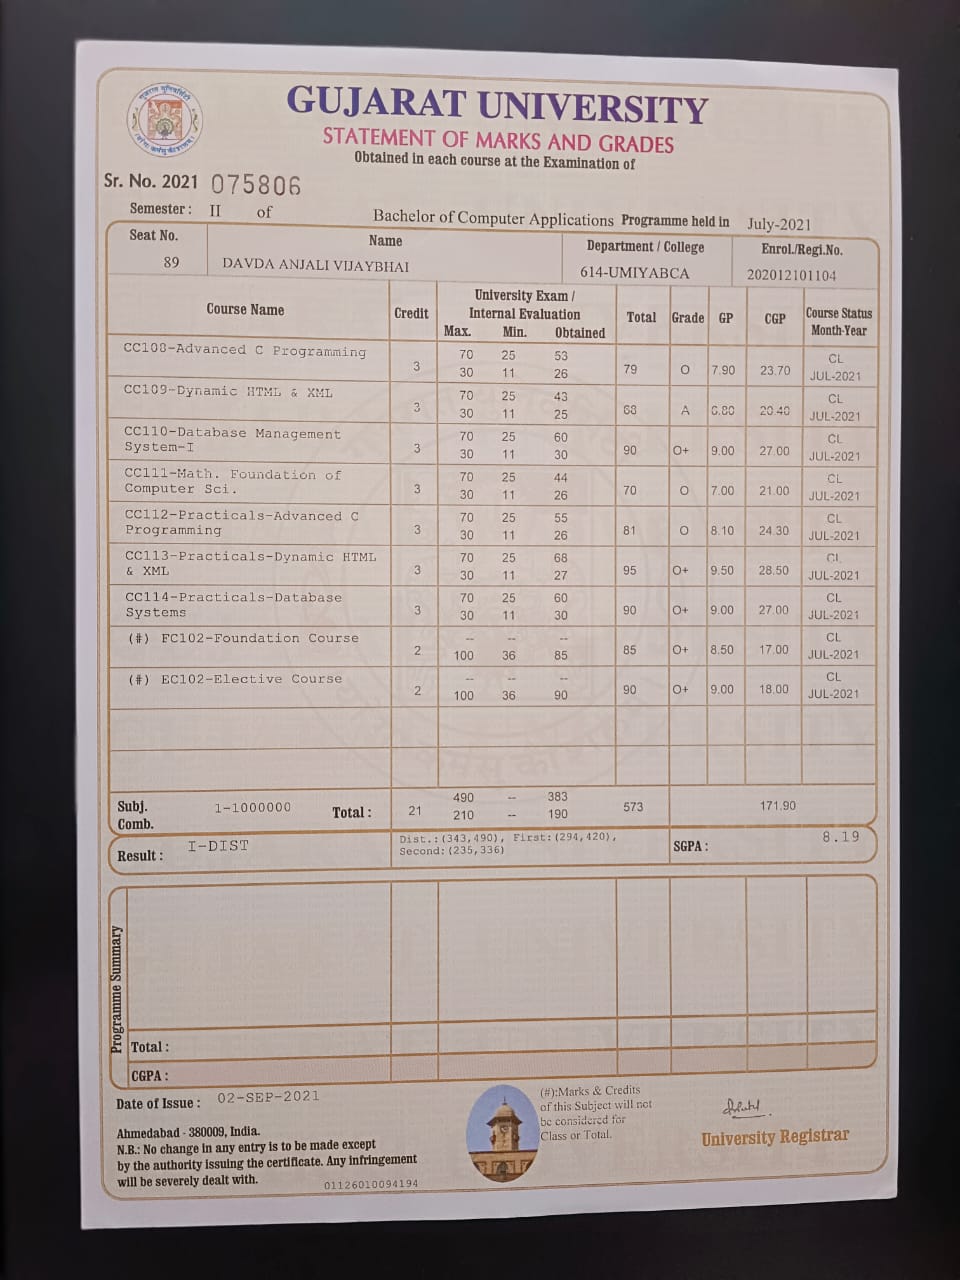 GUJARAT UNIVERSITY
STATEMENT OF MARKS AND GRADES
Obtained in each course at the Examination of
Sr. No. 2021 075806
Semester : II of Bachelor of Computer Applications Programme held in July-2021
Seat No. Name Department / College Enrol./Regi.No.
89 DAVDA ANJALI VIJAYBHAI 614-UMIYABCA 202012101104
Course Name Credit University Exam / Internal Evaluation Total Grade GP CGP Course Status Month-Year
Max. Min. Obtained
CC108-Advanced C Programming 70 25 53 CL
3 30 11 26 79 O 7.90 23.70 JUL-2021
CC109-Dynamic HTML & XML 70 25 43 CL
3 30 11 25 68 A 6.80 20.40 JUL-2021
CC110-Database Management 70 25 60 CL
System-I 3 30 11 30 90 O+ 9.00 27.00 JUL-2021
CC111-Math. Foundation of 70 25 44 CL
Computer Sci. 3 30 11 26 70 O 7.00 21.00 JUL-2021
CC112-Practicals-Advanced C 70 25 55 CL
Programming 3 30 11 26 81 O 8.10 24.30 JUL-2021
CC113-Practicals-Dynamic HTML 70 25 68 CL
& XML 3 30 11 27 95 O+ 9.50 28.50 JUL-2021
CC114-Practicals-Database 70 25 60 CL
Systems 3 30 11 30 90 O+ 9.00 27.00 JUL-2021
(#) FC102-Foundation Course -- -- -- CL
2 100 36 85 85 O+ 8.50 17.00 JUL-2021
(#) EC102-Elective Course -- -- -- CL
2 100 36 90 90 O+ 9.00 18.00 JUL-2021
Subj. Comb. 1-1000000 Total : 21 490 -- 383 573 171.90
210 -- 190
Result : I-DIST Dist.:(343,490), First:(294,420), SGPA : 8.19
Second:(235,336)
Programme Summary
Total :
CGPA :
Date of Issue : 02-SEP-2021
(#):Marks & Credits
of this Subject will not
be considered for
Class or Total.
University Registrar
Ahmedabad - 380009, India.
N.B.: No change in any entry is to be made except
by the authority issuing the certificate. Any infringement
will be severely dealt with.
01126010094194